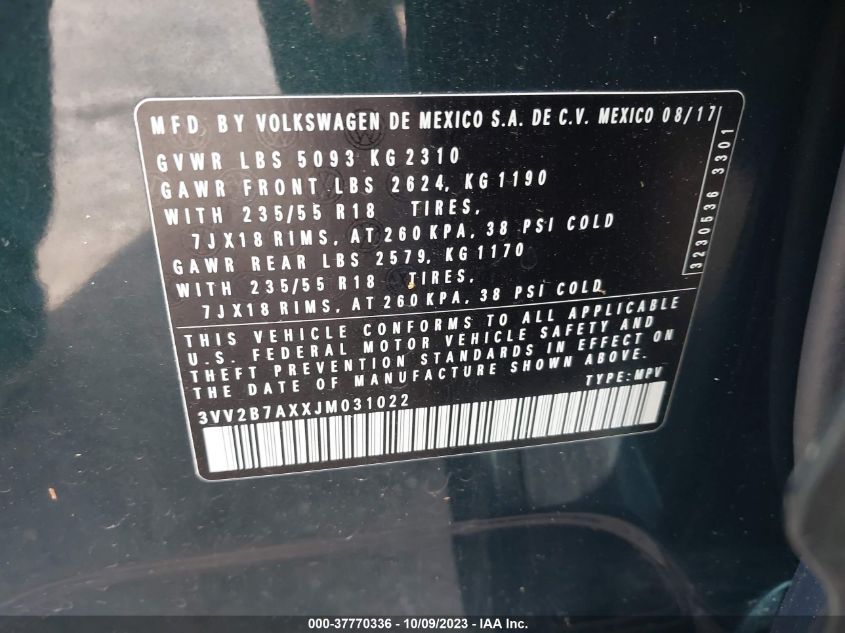 MFD BY VOLKSWAGEN DE MEXICO S.A. DE C.V. MEXICO 08/17
GVWR LBS 5093 KG 2310
GAWR FRONT LBS 2624, KG 1190
WITH 235/55 R18 TIRES,
7JX18 RIMS, AT 260 KPA, 38 PSI COLD
GAWR REAR LBS 2579, KG 1170
WITH 235/55 R18 TIRES,
7JX18 RIMS, AT 260 KPA, 38 PSI COLD
THIS VEHICLE CONFORMS TO ALL APPLICABLE
U.S. FEDERAL MOTOR VEHICLE SAFETY AND
THEFT PREVENTION STANDARDS IN EFFECT ON
THE DATE OF MANUFACTURE SHOWN ABOVE.
3VV2B7AXXJM031022 TYPE: MPV
3230536 3301
000-37770336 - 10/09/2023 - IAA Inc.